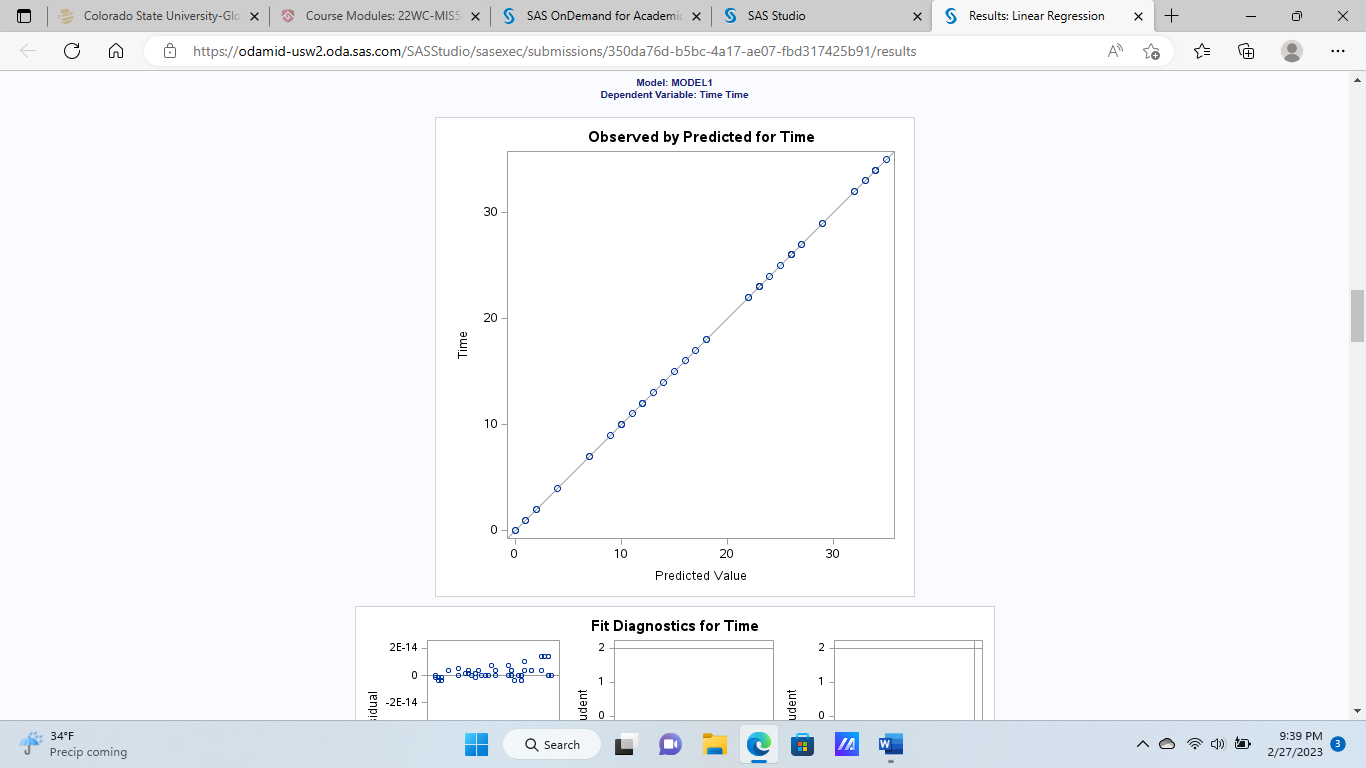 Colorado State University-Glo
Course Modules: 22WC-MIS5
SAS OnDemand for Academic
SAS Studio
Results: Linear Regression
https://odamid-usw2.oda.sas.com/SASStudio/sasexec/submissions/350da76d-b5bc-4a17-ae07-fbd317425b91/results
Model: MODEL1
Dependent Variable: Time Time
Observed by Predicted for Time
30
20
10
0
Time
0 10 20 30
Predicted Value
Fit Diagnostics for Time
2E-14
0
-2E-14
sidual
2
1
0
udent
2
1
0
udent
34°F
Precip coming
Search
9:39 PM
2/27/2023
3